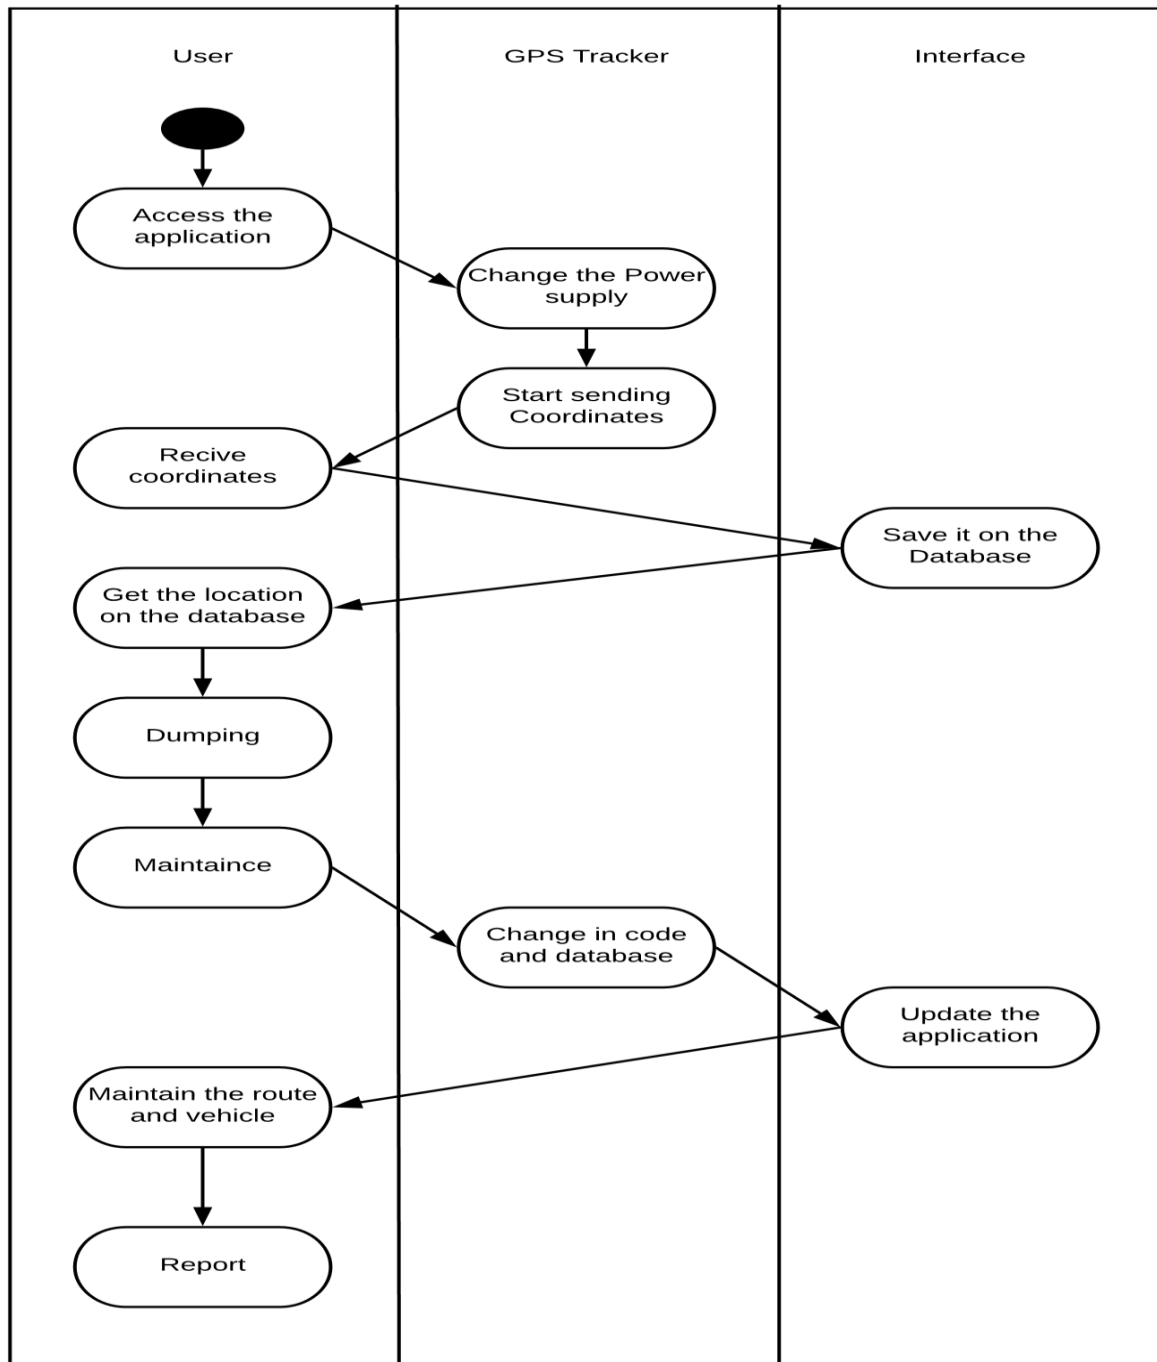 User
GPS Tracker
Interface
Access the
application
Change the Power
supply
Start sending
Coordinates
Recive
coordinates
Save it on the
Database
Get the location
on the database
Dumping
Maintaince
Change in code
and database
Update the
application
Maintain the route
and vehicle
Report